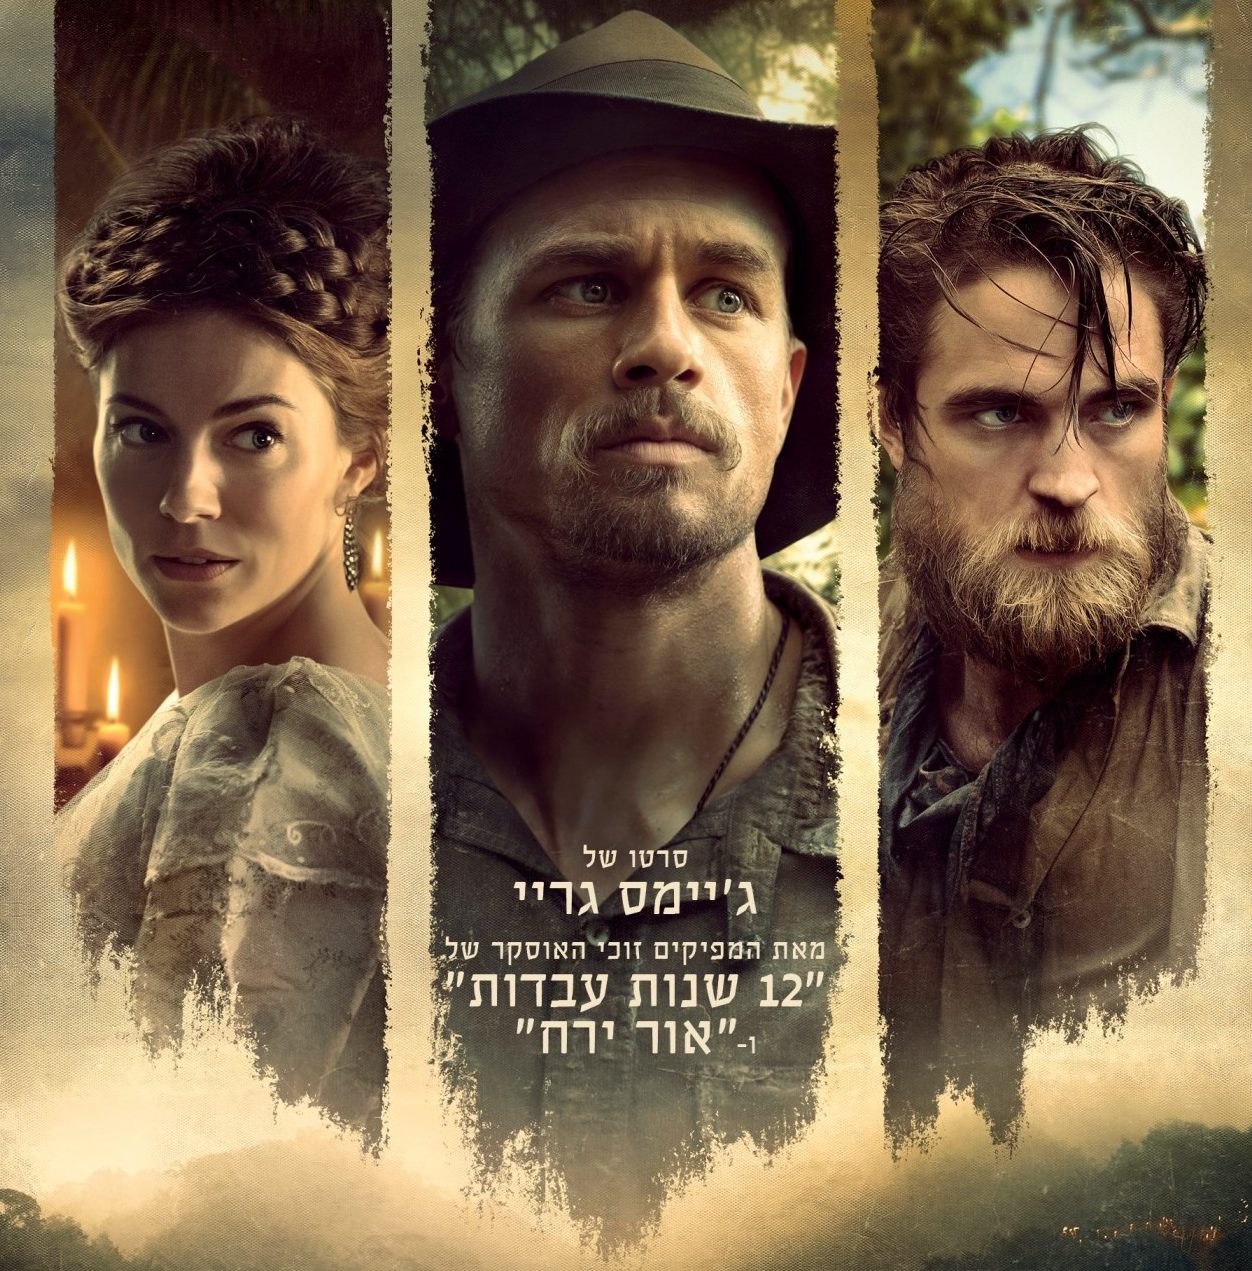 סרטו של
ג'יימס גריי
מאת המפיקים זוכי האוסקר של
"12 שנות עבדות"
ו-"אור ירח"